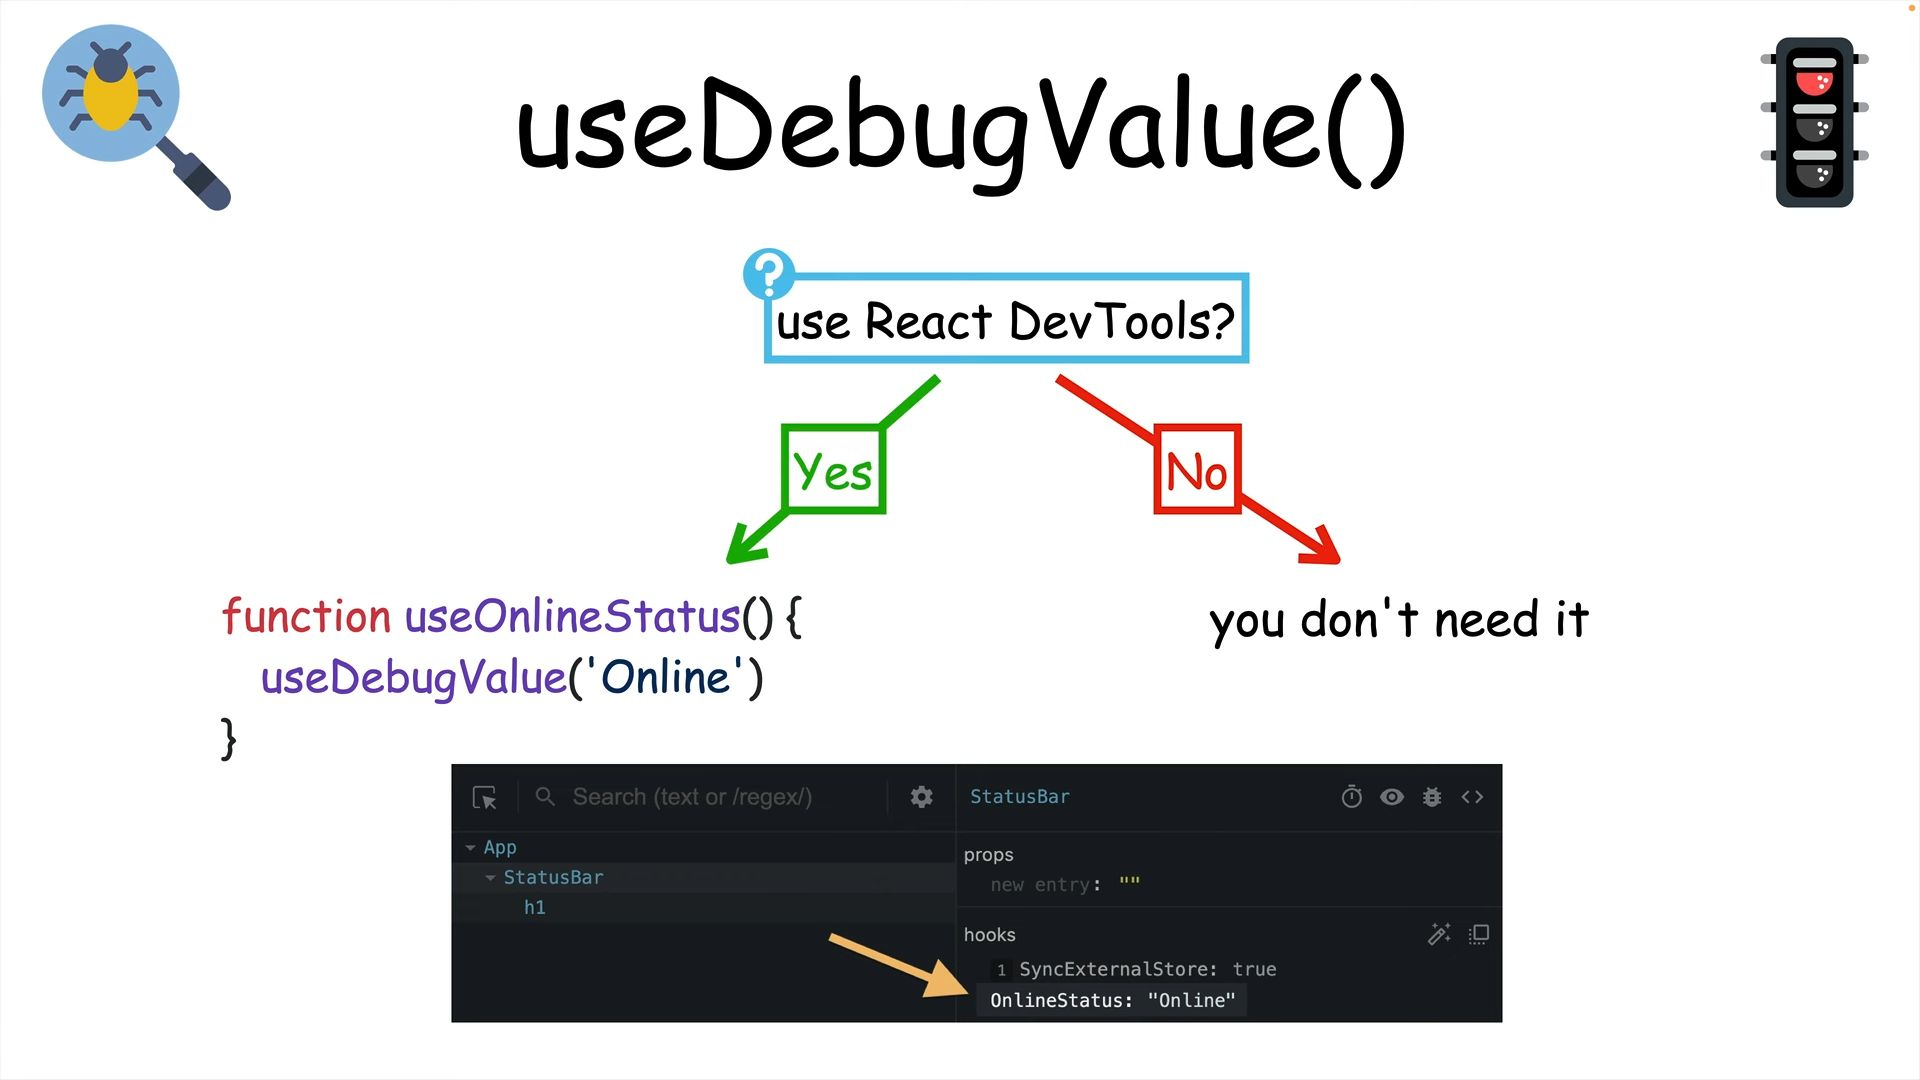 useDebugValue()
?
use React DevTools?
Yes
No
function useOnlineStatus() {
useDebugValue('Online')
}
you don't need it
Search (text or /regex/)
App
StatusBar
h1
StatusBar
props
new entry: ""
hooks
1 SyncExternalStore: true
OnlineStatus: "Online"